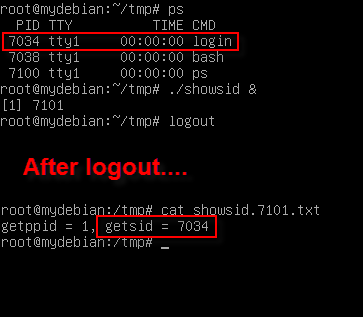 root@mydebian:~/tmp# ps
PID TTY TIME CMD
7034 tty1 00:00:00 login
7038 tty1 00:00:00 bash
7100 tty1 00:00:00 ps
root@mydebian:~/tmp# ./showsid &
[1] 7101
root@mydebian:~/tmp# logout
After logout....
root@mydebian:/tmp# cat showsid.7101.txt
getppid = 1, getsid = 7034
root@mydebian:/tmp# _